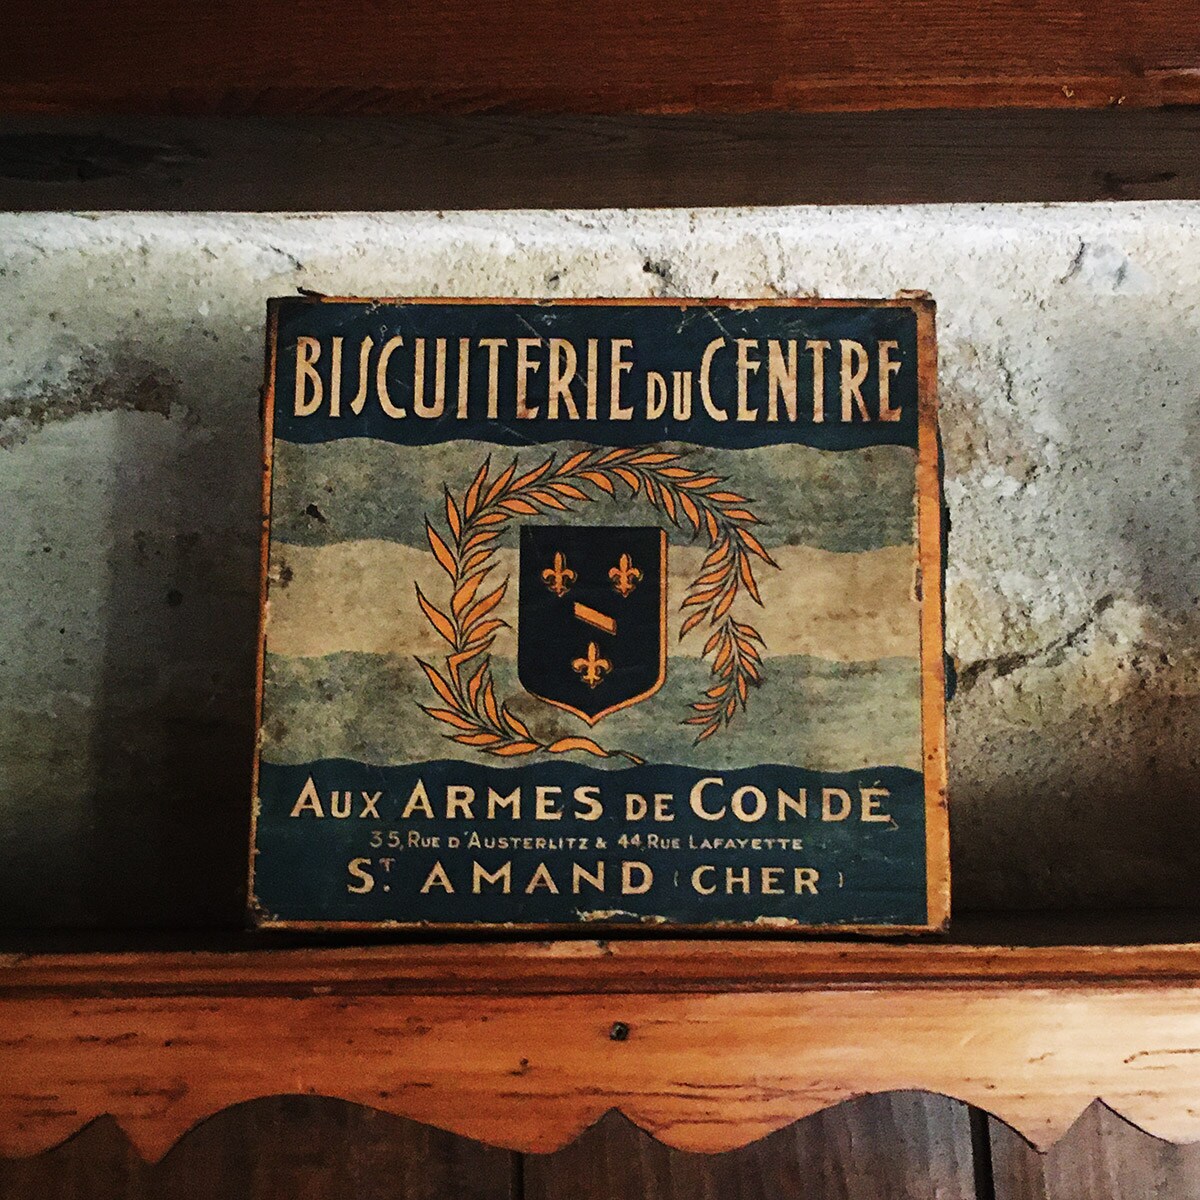 BISCUITERIE DU CENTRE
AUX ARMES DE CONDÉ
35, RUE D'AUSTERLITZ & 44, RUE LAFAYETTE
ST. AMAND (CHER)